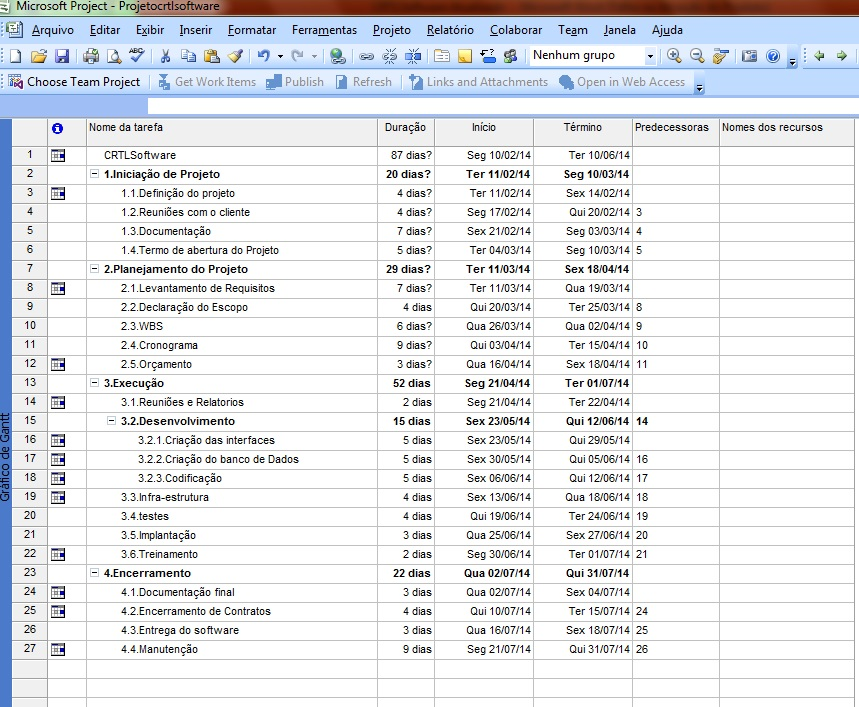 Microsoft Project - Projetocrtlsoftware
Arquivo Editar Exibir Inserir Formatar Ferramentas Projeto Relatório Colaborar Team Janela Ajuda
Nenhum grupo
Choose Team Project Get Work Items Publish Refresh Links and Attachments Open in Web Access
Nome da tarefa Duração Início Término Predecessoras Nomes dos recursos
1 CRTLSoftware 87 dias? Seg 10/02/14 Ter 10/06/14
2 1.Iniciação de Projeto 20 dias? Ter 11/02/14 Seg 10/03/14
3 1.1.Definição do projeto 4 dias? Ter 11/02/14 Sex 14/02/14
4 1.2.Reuniões com o cliente 4 dias? Seg 17/02/14 Qui 20/02/14 3
5 1.3.Documentação 7 dias? Sex 21/02/14 Seg 03/03/14 4
6 1.4.Termo de abertura do Projeto 5 dias? Ter 04/03/14 Seg 10/03/14 5
7 2.Planejamento do Projeto 29 dias? Ter 11/03/14 Sex 18/04/14
8 2.1.Levantamento de Requisitos 7 dias? Ter 11/03/14 Qua 19/03/14
9 2.2.Declaração do Escopo 4 dias Qui 20/03/14 Ter 25/03/14 8
10 2.3.WBS 6 dias? Qua 26/03/14 Qua 02/04/14 9
11 2.4.Cronograma 9 dias? Qui 03/04/14 Ter 15/04/14 10
12 2.5.Orçamento 3 dias? Qua 16/04/14 Sex 18/04/14 11
13 3.Execução 52 dias Seg 21/04/14 Ter 01/07/14
14 3.1.Reuniões e Relatorios 2 dias Seg 21/04/14 Ter 22/04/14
15 3.2.Desenvolvimento 15 dias Sex 23/05/14 Qui 12/06/14 14
16 3.2.1.Criação das interfaces 5 dias Sex 23/05/14 Qui 29/05/14
17 3.2.2.Criação do banco de Dados 5 dias Sex 30/05/14 Qui 05/06/14 16
18 3.2.3.Codificação 5 dias Sex 06/06/14 Qui 12/06/14 17
19 3.3.Infra-estrutura 4 dias Sex 13/06/14 Qua 18/06/14 18
20 3.4.testes 4 dias Qui 19/06/14 Ter 24/06/14 19
21 3.5.Implantação 3 dias Qua 25/06/14 Sex 27/06/14 20
22 3.6.Treinamento 2 dias Seg 30/06/14 Ter 01/07/14 21
23 4.Encerramento 22 dias Qua 02/07/14 Qui 31/07/14
24 4.1.Documentação final 3 dias Qua 02/07/14 Sex 04/07/14
25 4.2.Encerramento de Contratos 4 dias Qui 10/07/14 Ter 15/07/14 24
26 4.3.Entrega do software 3 dias Qua 16/07/14 Sex 18/07/14 25
27 4.4.Manutenção 9 dias Seg 21/07/14 Qui 31/07/14 26
Gráfico de Gantt